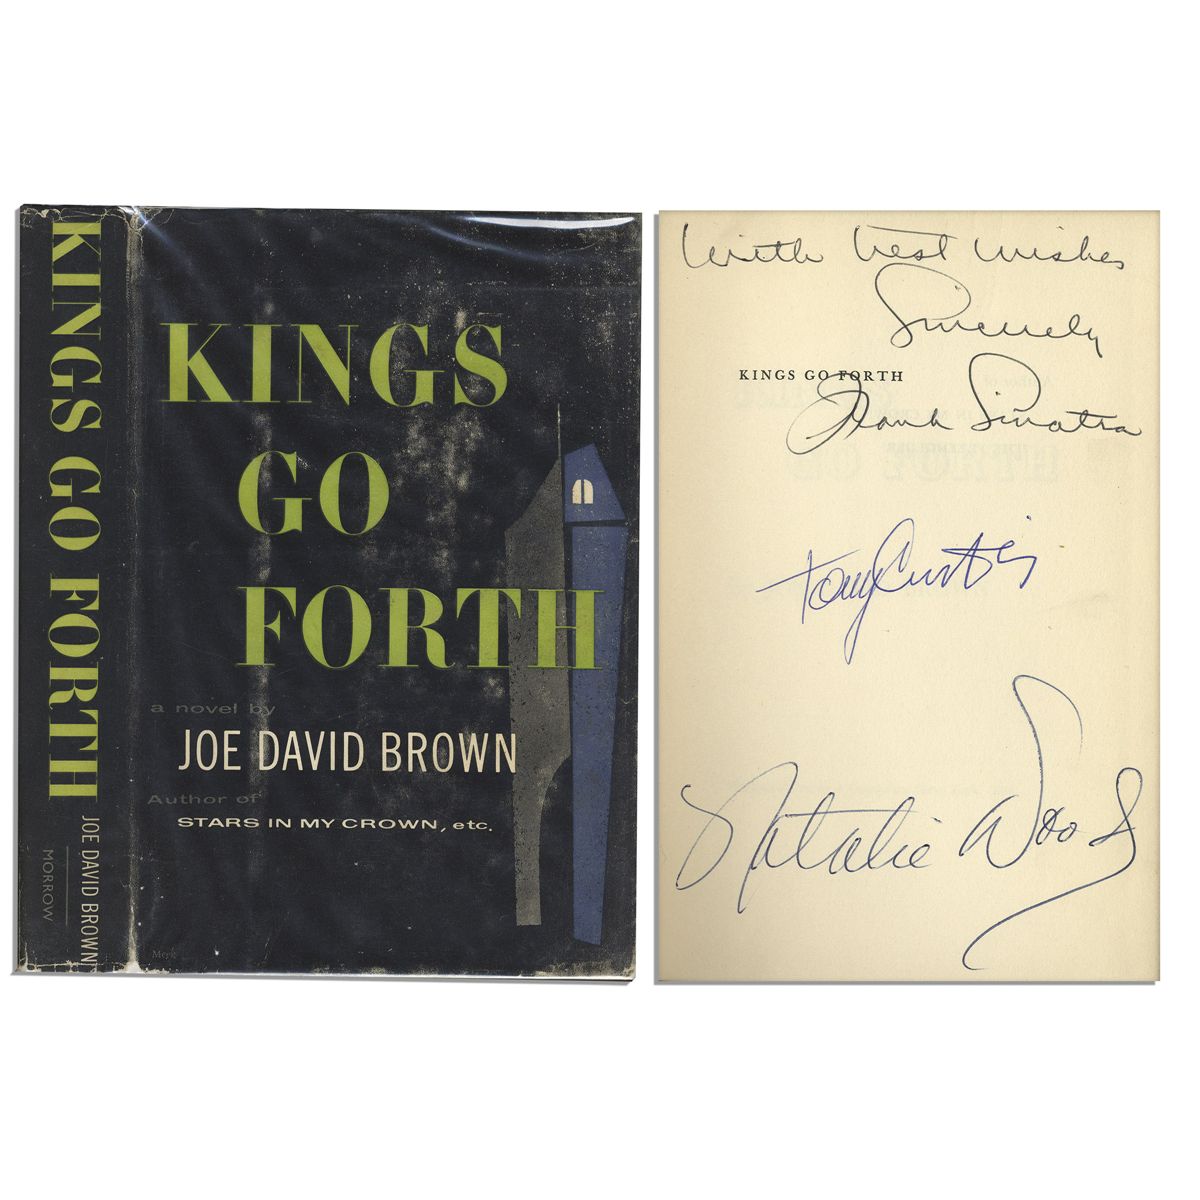 KINGS GO FORTH
JOE DAVID BROWN
MORROW
KINGS
GO
FORTH
a novel by
JOE DAVID BROWN
Author of
STARS IN MY CROWN, etc.
With best wishes
Sincerely
KINGS GO FORTH
Frank Sinatra
Tony Curtis
Natalie Wood